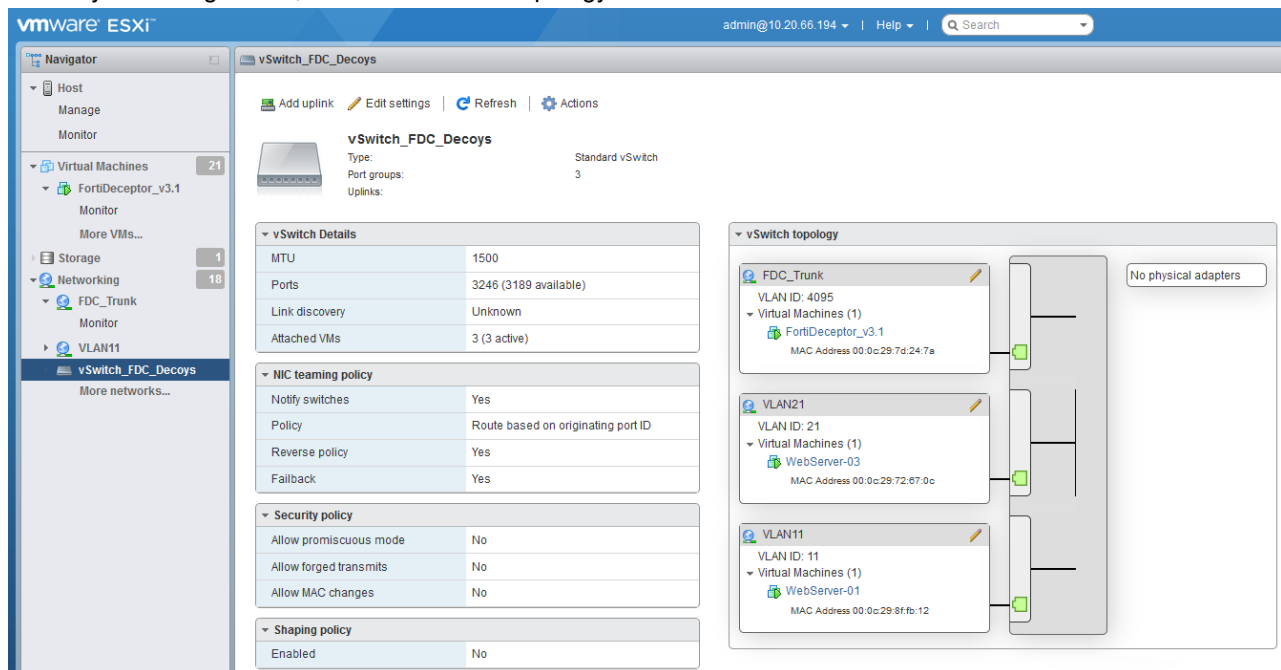 vmware ESXi™
admin@10.20.66.194 | Help | Search
Navigator
vSwitch_FDC_Decoys
Host
Manage
Monitor
Virtual Machines 21
FortiDeceptor_v3.1
Monitor
More VMs...
Storage 1
Networking 18
FDC_Trunk
Monitor
VLAN11
vSwitch_FDC_Decoys
More networks...
Add uplink Edit settings | Refresh | Actions
vSwitch_FDC_Decoys
Type: Standard vSwitch
Port groups: 3
Uplinks:
vSwitch Details
MTU 1500
Ports 3246 (3189 available)
Link discovery Unknown
Attached VMs 3 (3 active)
NIC teaming policy
Notify switches Yes
Policy Route based on originating port ID
Reverse policy Yes
Failback Yes
Security policy
Allow promiscuous mode No
Allow forged transmits No
Allow MAC changes No
Shaping policy
Enabled No
vSwitch topology
FDC_Trunk
VLAN ID: 4095
Virtual Machines (1)
FortiDeceptor_v3.1
MAC Address 00:0c:29:7d:24:7a
VLAN21
VLAN ID: 21
Virtual Machines (1)
WebServer-03
MAC Address 00:0c:29:72:67:0c
VLAN11
VLAN ID: 11
Virtual Machines (1)
WebServer-01
MAC Address 00:0c:29:8f:fb:12
No physical adapters